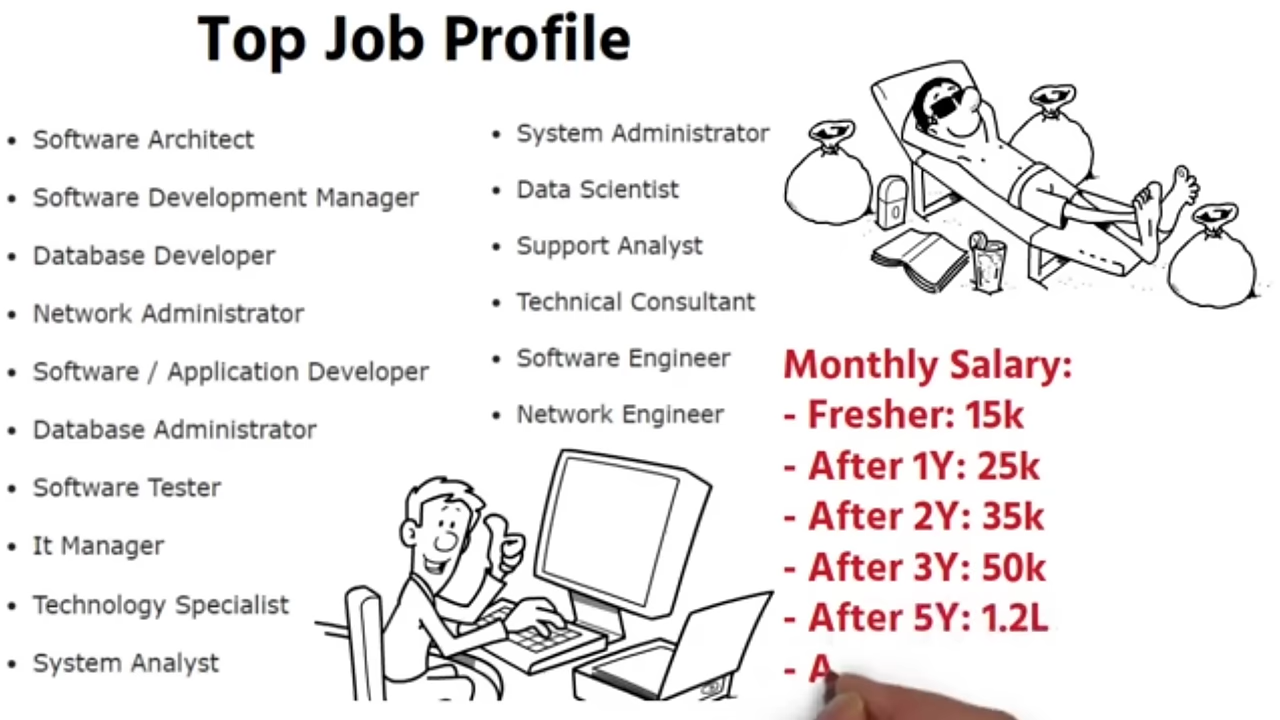 Top Job Profile
• Software Architect
• Software Development Manager
• Database Developer
• Network Administrator
• Software / Application Developer
• Database Administrator
• Software Tester
• It Manager
• Technology Specialist
• System Analyst
• System Administrator
• Data Scientist
• Support Analyst
• Technical Consultant
• Software Engineer
• Network Engineer
Monthly Salary:
- Fresher: 15k
- After 1Y: 25k
- After 2Y: 35k
- After 3Y: 50k
- After 5Y: 1.2L
- A